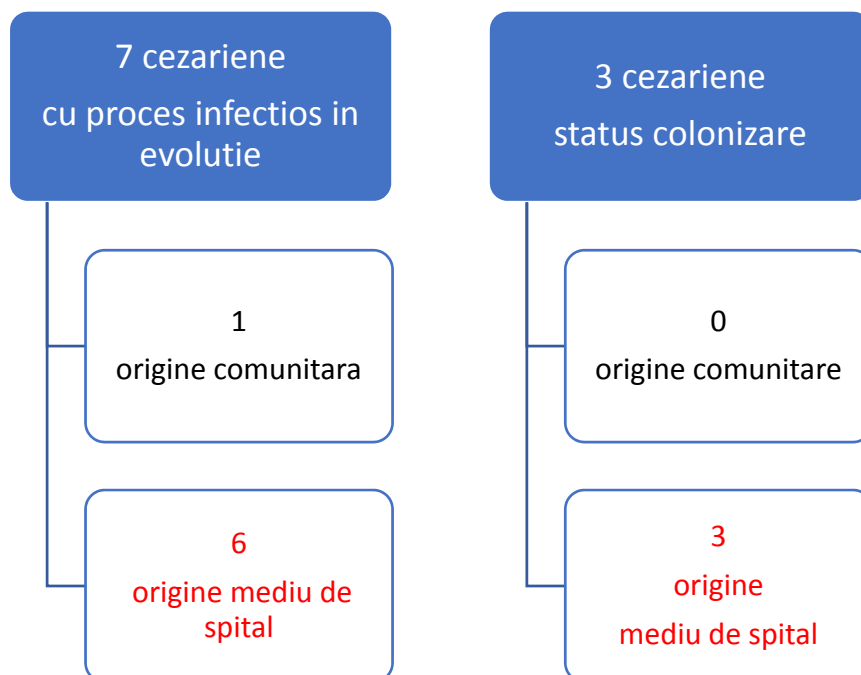 7 cezariene
cu proces infectios in
evolutie
1
origine comunitara
6
origine mediu de
spital
3 cezariene
status colonizare
0
origine comunitare
3
origine
mediu de spital